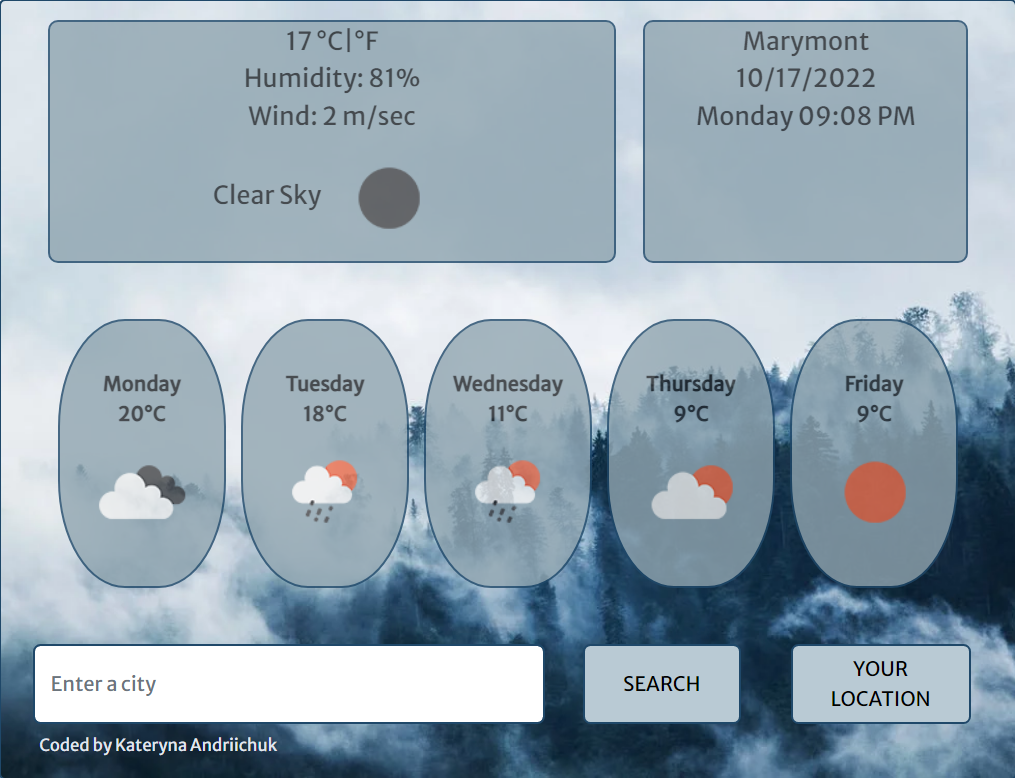 17 °C|°F
Humidity: 81%
Wind: 2 m/sec
Clear Sky
Marymont
10/17/2022
Monday 09:08 PM
Monday
20°C
Tuesday
18°C
Wednesday
11°C
Thursday
9°C
Friday
9°C
Enter a city
SEARCH
YOUR
LOCATION
Coded by Kateryna Andriichuk